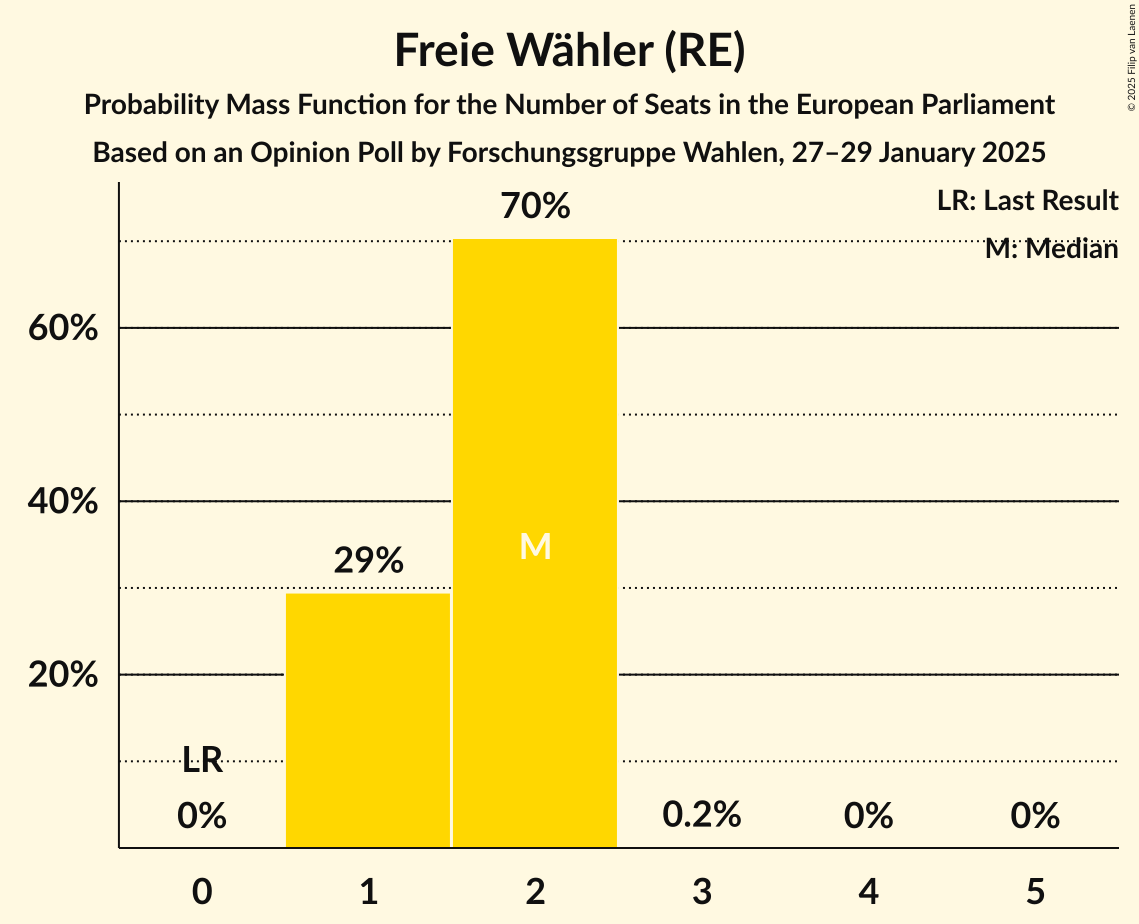 Freie Wähler (RE)
Probability Mass Function for the Number of Seats in the European Parliament
Based on an Opinion Poll by Forschungsgruppe Wahlen, 27–29 January 2025
© 2025 Filip van Laenen
LR: Last Result
M: Median
70%
60%
40%
M
29%
20%
LR
0%
0.2%
0%
0%
0 1 2 3 4 5